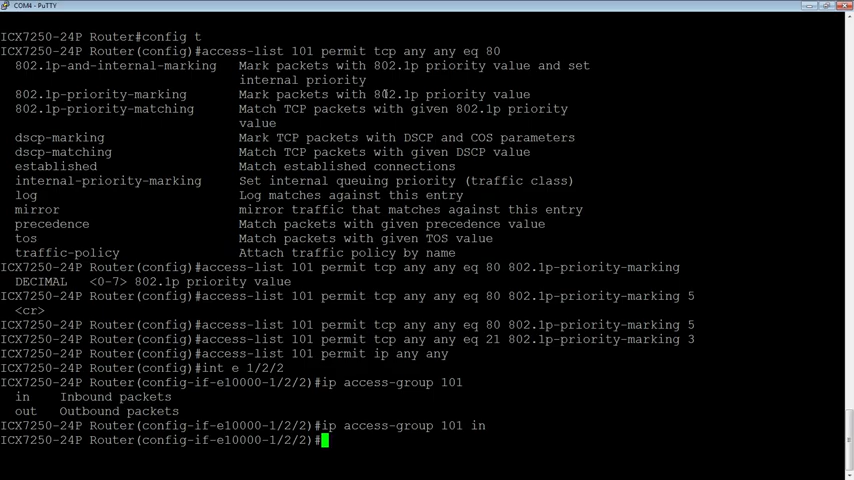 COM4 - PuTTY
ICX7250-24P Router#config t
ICX7250-24P Router(config)#access-list 101 permit tcp any any eq 80
802.1p-and-internal-marking Mark packets with 802.1p priority value and set
internal priority
802.1p-priority-marking Mark packets with 802.1p priority value
802.1p-priority-matching Match TCP packets with given 802.1p priority
value
dscp-marking Mark TCP packets with DSCP and COS parameters
dscp-matching Match TCP packets with given DSCP value
established Match established connections
internal-priority-marking Set internal queuing priority (traffic class)
log Log matches against this entry
mirror mirror traffic that matches against this entry
precedence Match packets with given precedence value
tos Match packets with given TOS value
traffic-policy Attach traffic policy by name
ICX7250-24P Router(config)#access-list 101 permit tcp any any eq 80 802.1p-priority-marking
DECIMAL <0-7> 802.1p priority value
ICX7250-24P Router(config)#access-list 101 permit tcp any any eq 80 802.1p-priority-marking 5
<cr>
ICX7250-24P Router(config)#access-list 101 permit tcp any any eq 80 802.1p-priority-marking 5
ICX7250-24P Router(config)#access-list 101 permit tcp any any eq 21 802.1p-priority-marking 3
ICX7250-24P Router(config)#access-list 101 permit ip any any
ICX7250-24P Router(config)#int e 1/2/2
ICX7250-24P Router(config-if-e10000-1/2/2)#ip access-group 101
in Inbound packets
out Outbound packets
ICX7250-24P Router(config-if-e10000-1/2/2)#ip access-group 101 in
ICX7250-24P Router(config-if-e10000-1/2/2)#